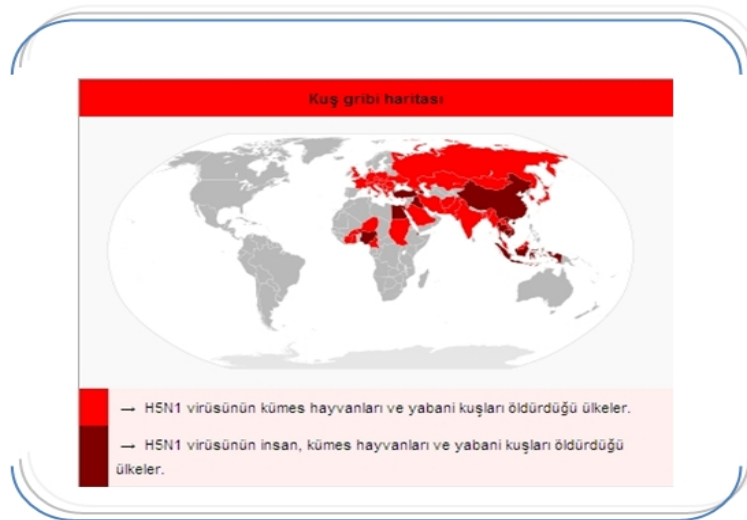 Kuş gribi haritası
→ H5N1 virüsünün kümes hayvanları ve yabani kuşları öldürdüğü ülkeler.
→ H5N1 virüsünün insan, kümes hayvanları ve yabani kuşları öldürdüğü
ülkeler.